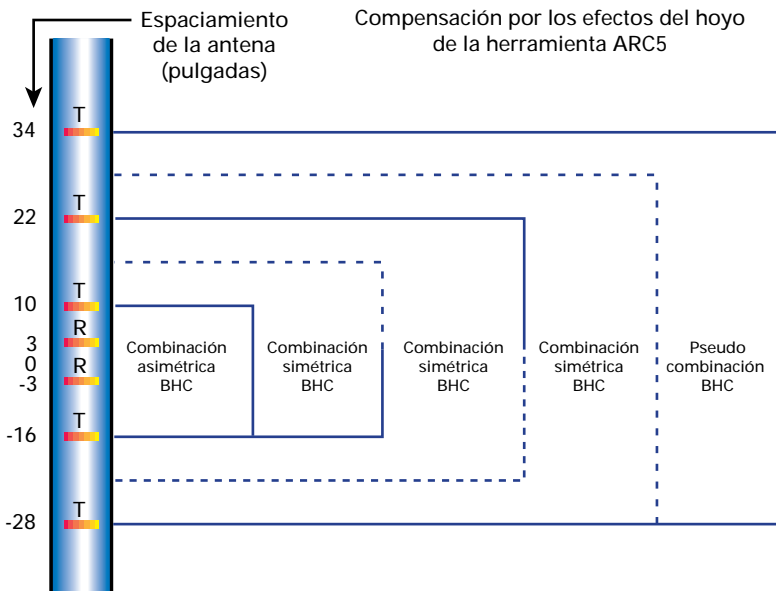 Espaciamiento
de la antena
(pulgadas)
Compensación por los efectos del hoyo
de la herramienta ARC5
T
34
T
22
T
10
R
3
0
R
-3
T
-16
T
-28
Combinación
asimétrica
BHC
Combinación
simétrica
BHC
Combinación
simétrica
BHC
Combinación
simétrica
BHC
Pseudo
combinación
BHC